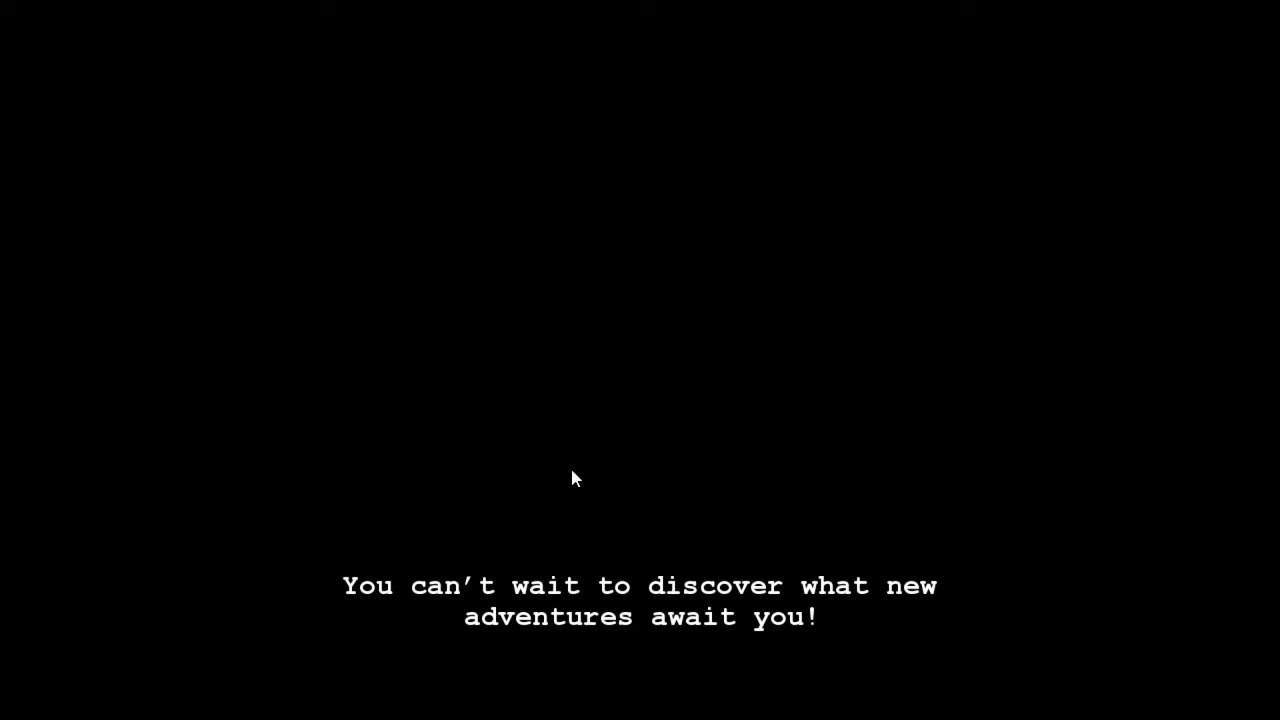 You can’t wait to discover what new
adventures await you!